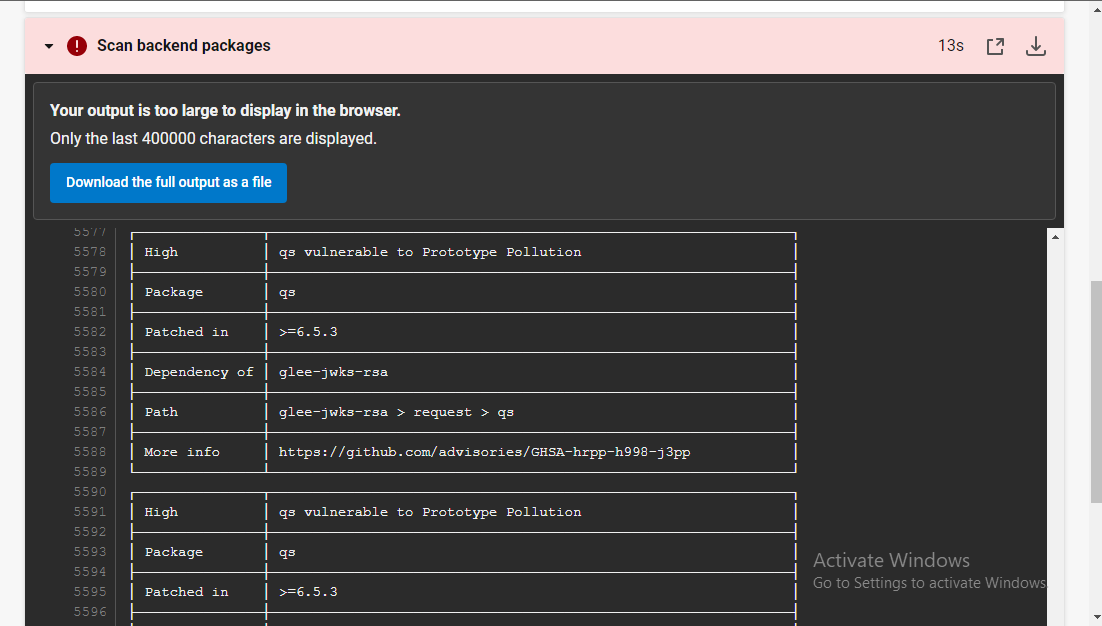 Scan backend packages 13s
Your output is too large to display in the browser.
Only the last 400000 characters are displayed.
Download the full output as a file
5577
5578 High qs vulnerable to Prototype Pollution
5579
5580 Package qs
5581
5582 Patched in >=6.5.3
5583
5584 Dependency of glee-jwks-rsa
5585
5586 Path glee-jwks-rsa > request > qs
5587
5588 More info https://github.com/advisories/GHSA-hrpp-h998-j3pp
5589
5590
5591 High qs vulnerable to Prototype Pollution
5592
5593 Package qs
5594
5595 Patched in >=6.5.3
5596
Activate Windows
Go to Settings to activate Windows